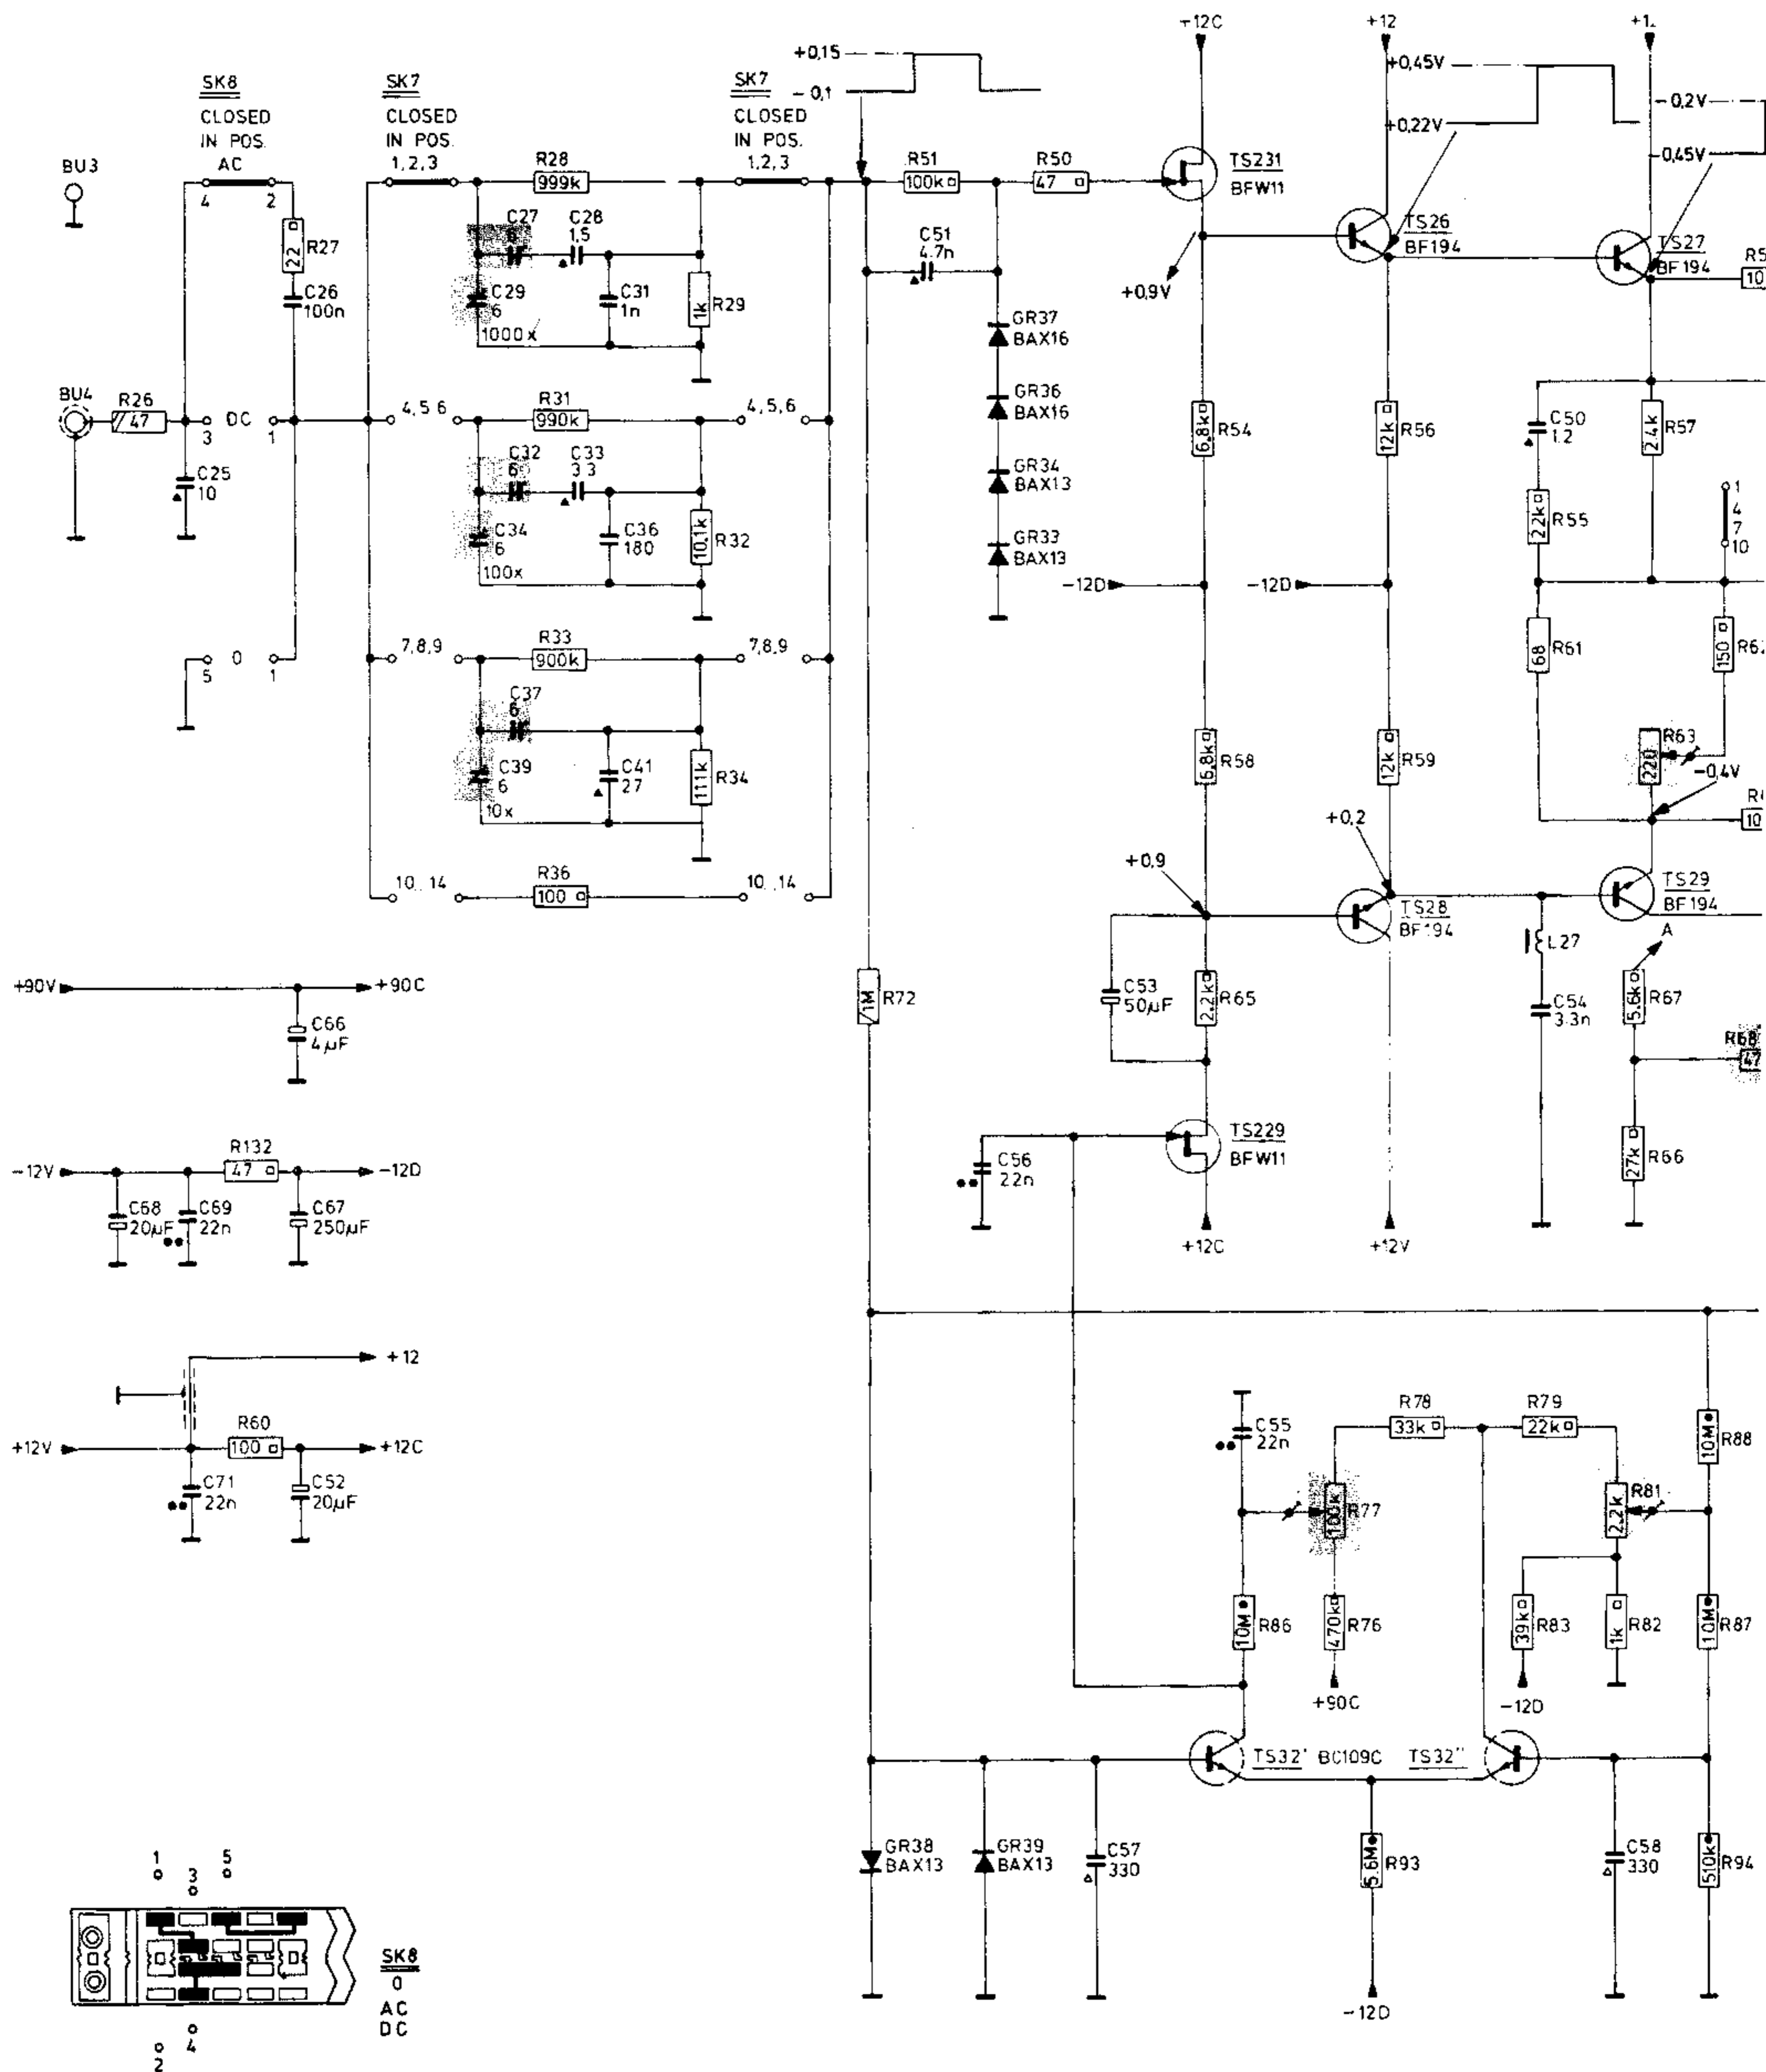 +12C
+12
+0,15
- 0,1
+0,45V
+0,22V
-0,2V
-0,45V
SK8
CLOSED
IN POS.
AC
SK7
CLOSED
IN POS.
1,2,3
SK7
CLOSED
IN POS.
1,2,3
BU3
4
2
R28
999k
R51
100k
R50
47
TS231
BFW11
R27
22
C26
100n
C27
6
C28
1,5
C29
6
C31
1n
R29
1k
1000x
C51
4.7n
+0,9V
TS26
BF194
TS27
BF194
10
GR37
BAX16
GR36
BAX16
GR34
BAX13
GR33
BAX13
BU4
R26
47
3
DC
1
C25
10
4,5,6
R31
990k
4,5,6
C32
6
C33
3,3
C34
6
C36
180
R32
10,1k
100x
R54
6,8k
R56
12k
C50
1,2
R57
2,4k
R55
22k
1
4
7
10
-12D
-12D
R61
68
150
5
0
1
7,8,9
R33
900k
7,8,9
C37
6
C39
6
C41
27
R34
111k
10x
R58
6,8k
R59
12k
R63
220
-0,4V
10
+0,2
+0,9
10...14
R36
100
10...14
TS28
BF194
TS29
BF194
A
L27
+90V
+90C
C66
4µF
R72
1M
C53
50µF
R65
2,2k
C54
3,3n
R67
5,6k
R68
47
-12V
R132
47
-12D
C68
20µF
C69
22n
C67
250µF
C56
22n
TS229
BFW11
R66
27k
+12C
+12V
+12
+12V
R60
100
+12C
C71
22n
C52
20µF
C55
22n
R78
33k
R79
22k
R88
10M
R77
100k
R81
2,2k
R86
10M
R76
470k
R83
39k
R82
1k
R87
10M
+90C
-12D
TS32'
BC109C
TS32"
GR38
BAX13
GR39
BAX13
C57
330
R93
5,6M
C58
330
R94
510k
-12D
1
3
5
SK8
0
AC
DC
2
4